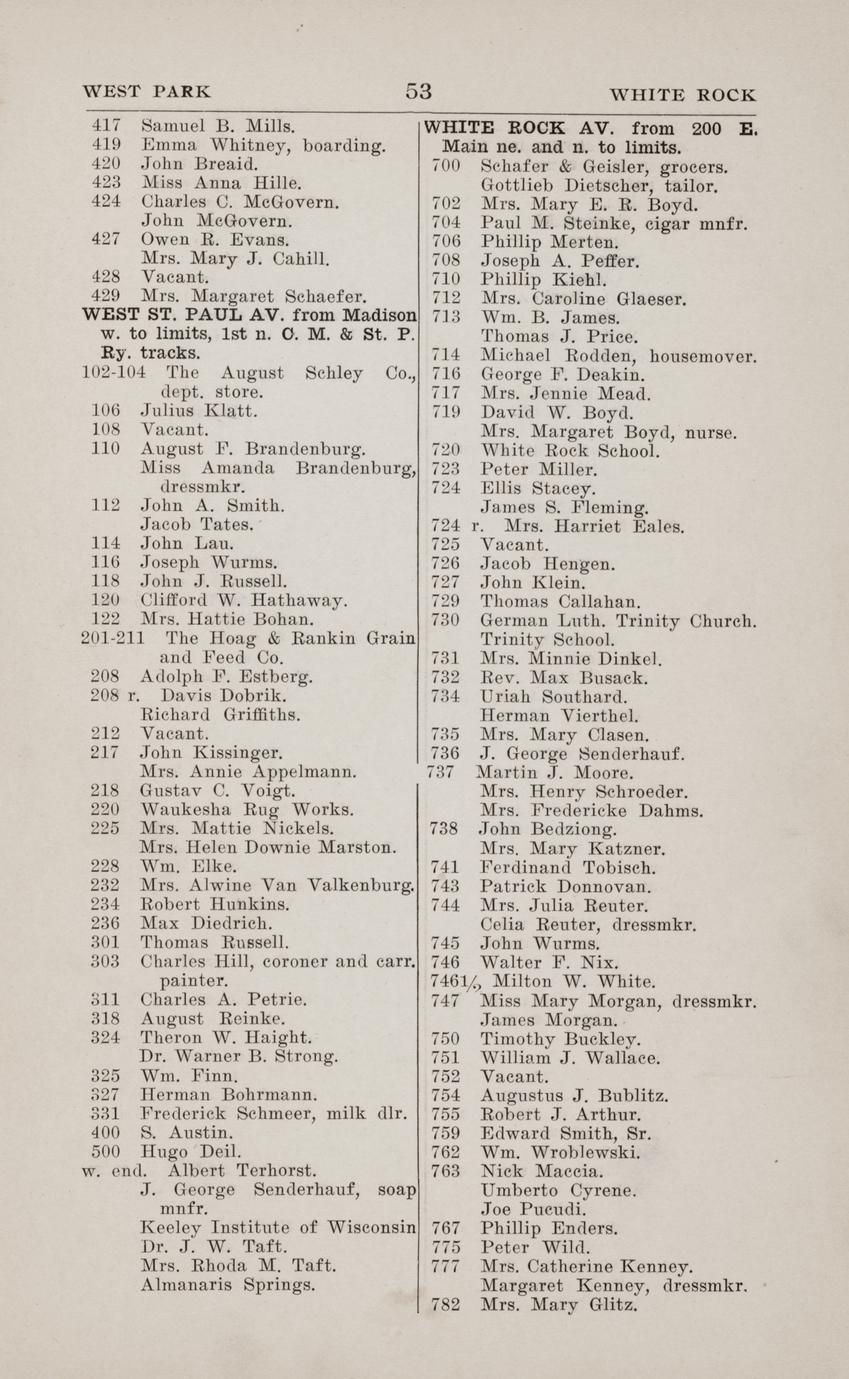 WEST PARK 53 WHITE ROCK
417 Samuel B. Mills.
419 Emma Whitney, boarding.
420 John Breaid.
423 Miss Anna Hille.
424 Charles C. McGovern.
John McGovern.
427 Owen R. Evans.
Mrs. Mary J. Cahill.
428 Vacant.
429 Mrs. Margaret Schaefer.
WEST ST. PAUL AV. from Madison
w. to limits, 1st n. C. M. & St. P.
Ry. tracks.
102-104 The August Schley Co.,
dept. store.
106 Julius Klatt.
108 Vacant.
110 August F. Brandenburg.
Miss Amanda Brandenburg,
dressmkr.
112 John A. Smith.
Jacob Tates.
114 John Lau.
116 Joseph Wurms.
118 John J. Russell.
120 Clifford W. Hathaway.
122 Mrs. Hattie Bohan.
201-211 The Hoag & Rankin Grain
and Feed Co.
208 Adolph F. Estberg.
208 r. Davis Dobrik.
Richard Griffiths.
212 Vacant.
217 John Kissinger.
Mrs. Annie Appelmann.
218 Gustav C. Voigt.
220 Waukesha Rug Works.
225 Mrs. Mattie Nickels.
Mrs. Helen Downie Marston.
228 Wm. Elke.
232 Mrs. Alwine Van Valkenburg.
234 Robert Hunkins.
236 Max Diedrich.
301 Thomas Russell.
303 Charles Hill, coroner and carr.
painter.
311 Charles A. Petrie.
318 August Reinke.
324 Theron W. Haight.
Dr. Warner B. Strong.
325 Wm. Finn.
327 Herman Bohrmann.
331 Frederick Schmeer, milk dlr.
400 S. Austin.
500 Hugo Deil.
w. end. Albert Terhorst.
J. George Senderhauf, soap
mnfr.
Keeley Institute of Wisconsin
Dr. J. W. Taft.
Mrs. Rhoda M. Taft.
Almanaris Springs.
WHITE ROCK AV. from 200 E.
Main ne. and n. to limits.
700 Schafer & Geisler, grocers.
Gottlieb Dietscher, tailor.
702 Mrs. Mary E. R. Boyd.
704 Paul M. Steinke, cigar mnfr.
706 Phillip Merten.
708 Joseph A. Peffer.
710 Phillip Kiehl.
712 Mrs. Caroline Glaeser.
713 Wm. B. James.
Thomas J. Price.
714 Michael Rodden, housemover.
716 George F. Deakin.
717 Mrs. Jennie Mead.
719 David W. Boyd.
Mrs. Margaret Boyd, nurse.
720 White Rock School.
723 Peter Miller.
724 Ellis Stacey.
James S. Fleming.
724 r. Mrs. Harriet Eales.
725 Vacant.
726 Jacob Hengen.
727 John Klein.
729 Thomas Callahan.
730 German Luth. Trinity Church.
Trinity School.
731 Mrs. Minnie Dinkel.
732 Rev. Max Busack.
734 Uriah Southard.
Herman Vierthel.
735 Mrs. Mary Clasen.
736 J. George Senderhauf.
737 Martin J. Moore.
Mrs. Henry Schroeder.
Mrs. Fredericke Dahms.
738 John Bedziong.
Mrs. Mary Katzner.
741 Ferdinand Tobisch.
743 Patrick Donnovan.
744 Mrs. Julia Reuter.
Celia Reuter, dressmkr.
745 John Wurms.
746 Walter F. Nix.
746½, Milton W. White.
747 Miss Mary Morgan, dressmkr.
James Morgan.
750 Timothy Buckley.
751 William J. Wallace.
752 Vacant.
754 Augustus J. Bublitz.
755 Robert J. Arthur.
759 Edward Smith, Sr.
762 Wm. Wroblewski.
763 Nick Maccia.
Umberto Cyrene.
Joe Pucudi.
767 Phillip Enders.
775 Peter Wild.
777 Mrs. Catherine Kenney.
Margaret Kenney, dressmkr.
782 Mrs. Mary Glitz.